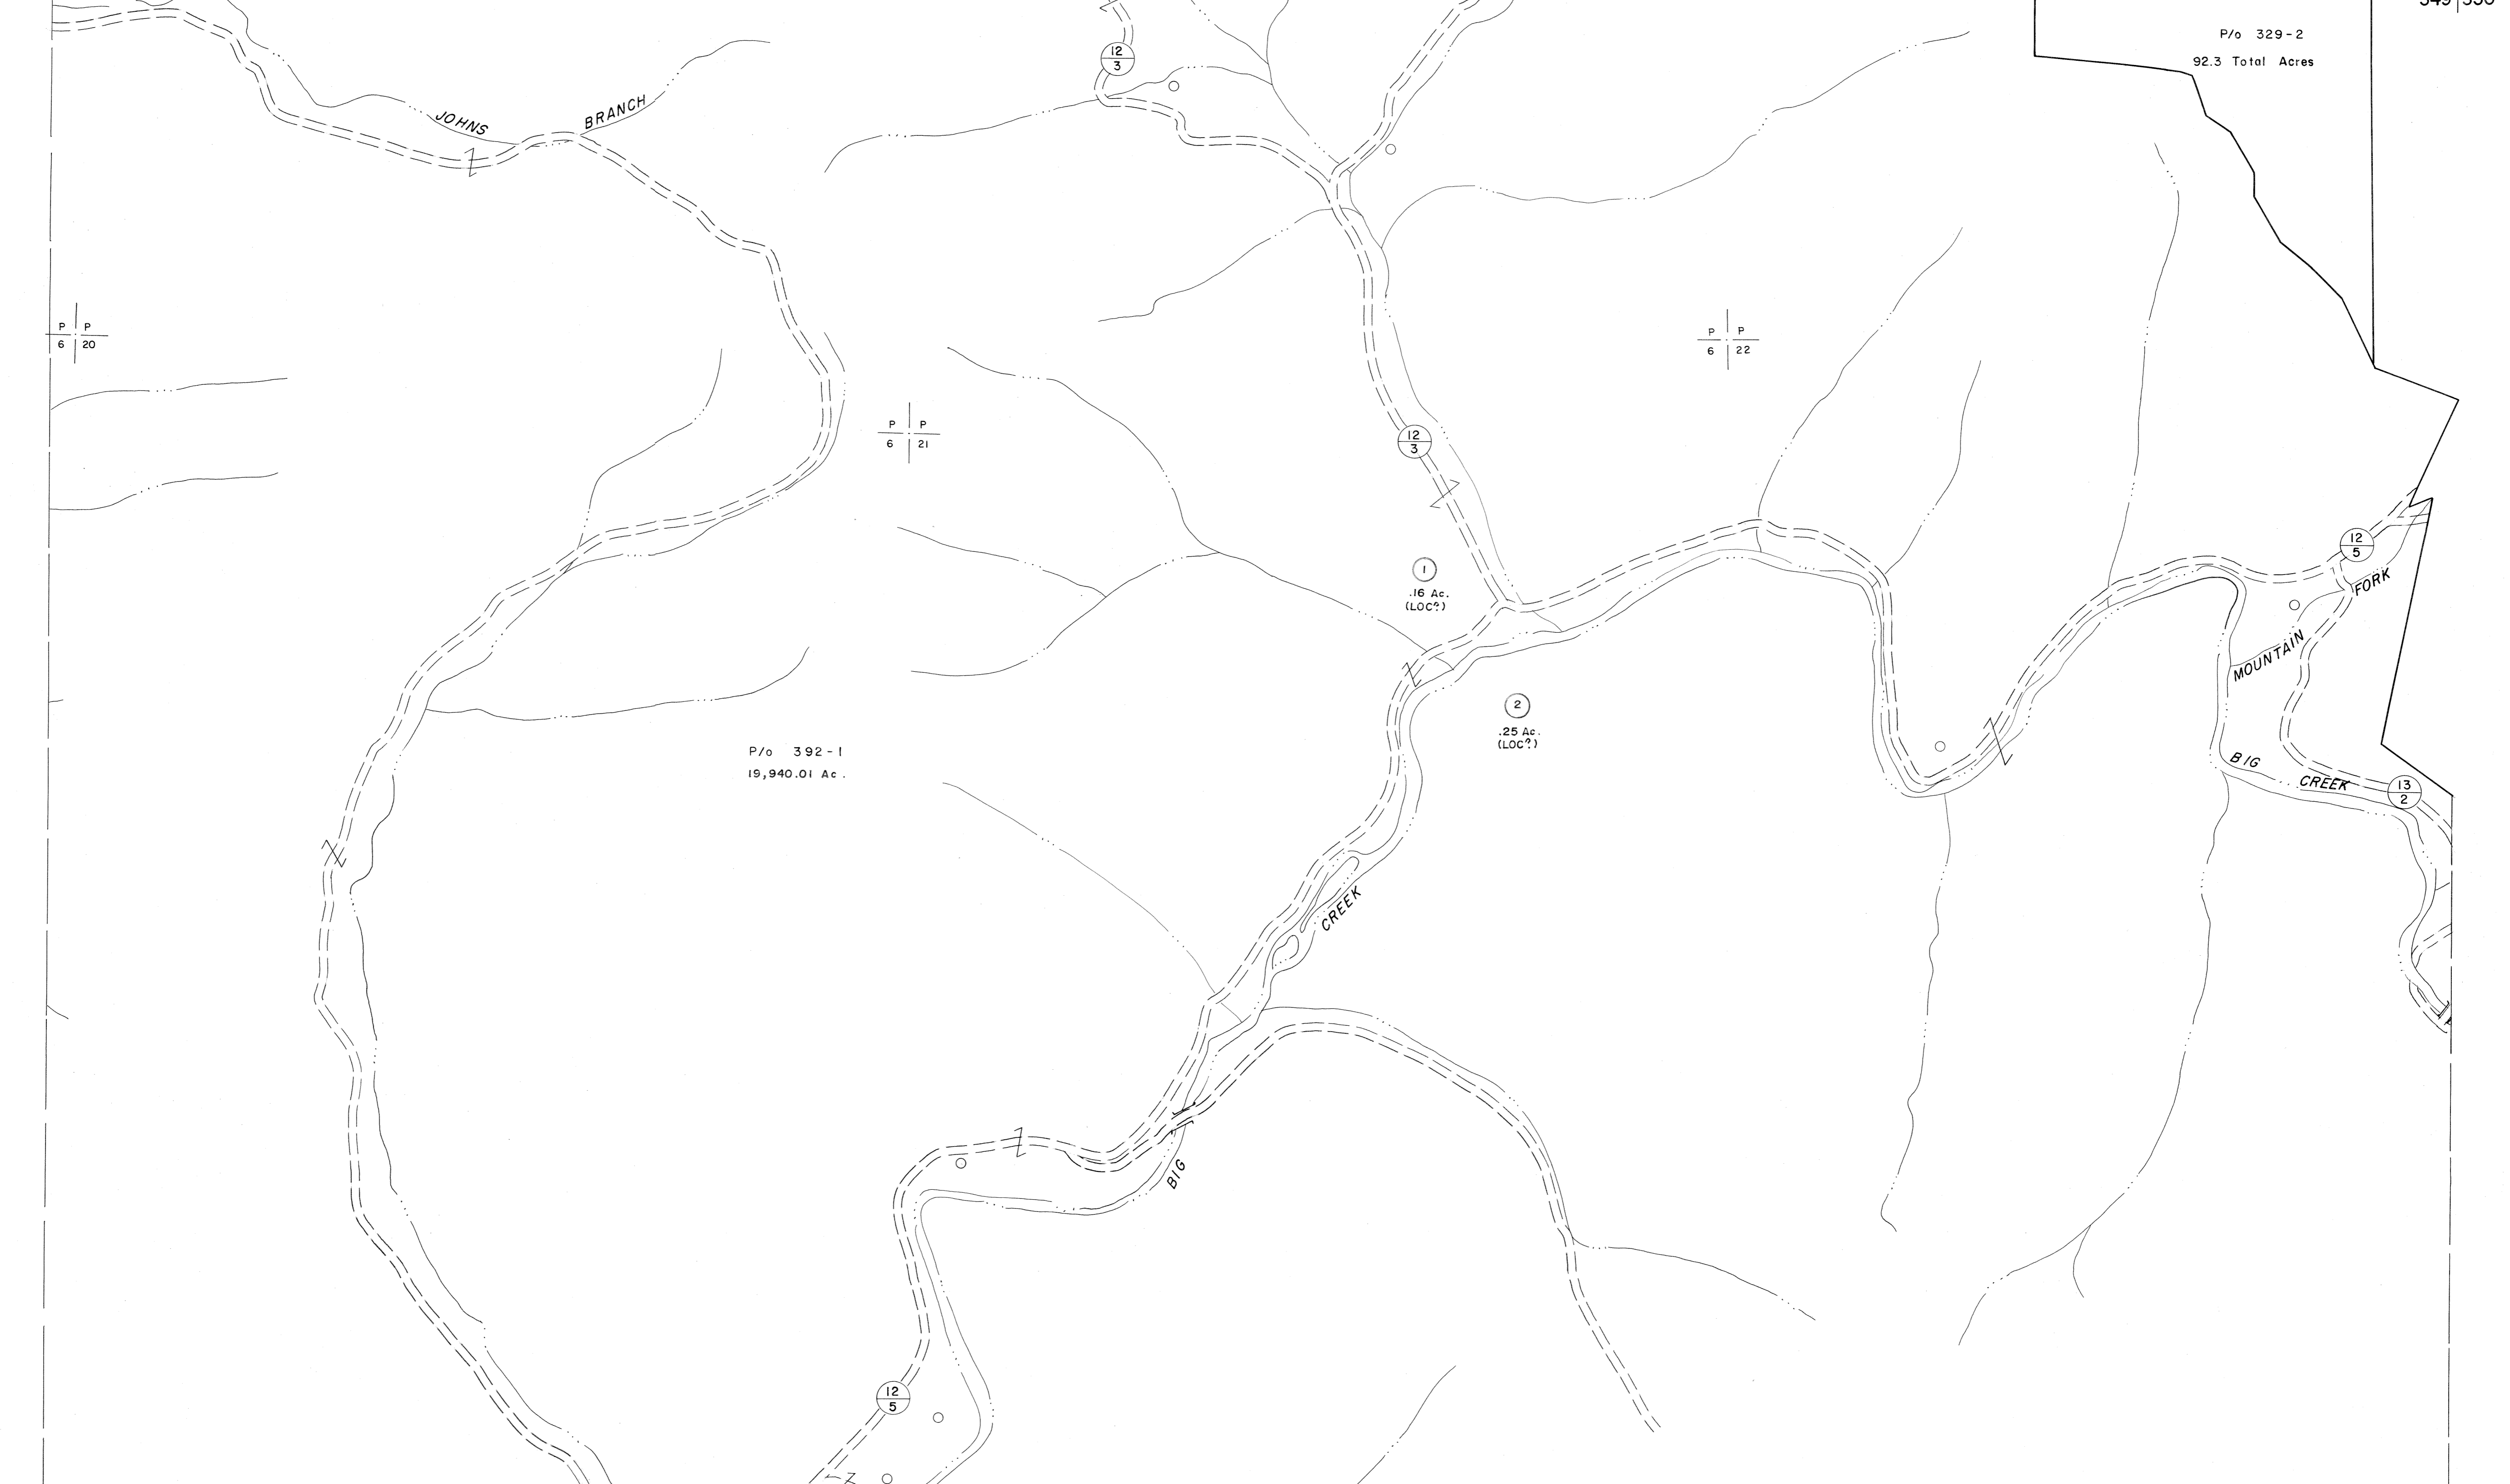 P/o 329-2
92.3 Total Acres
12
3
JOHNS BRANCH
P P
6 20
P P
6 22
P P
6 21
12
3
12
5
1
.16 Ac.
(LOC?)
FORK
MOUNTAIN
2
.25 Ac.
(LOC?)
P/o 392-1
19,940.01 Ac.
BIG CREEK
13
2
CREEK
BIG
12
5